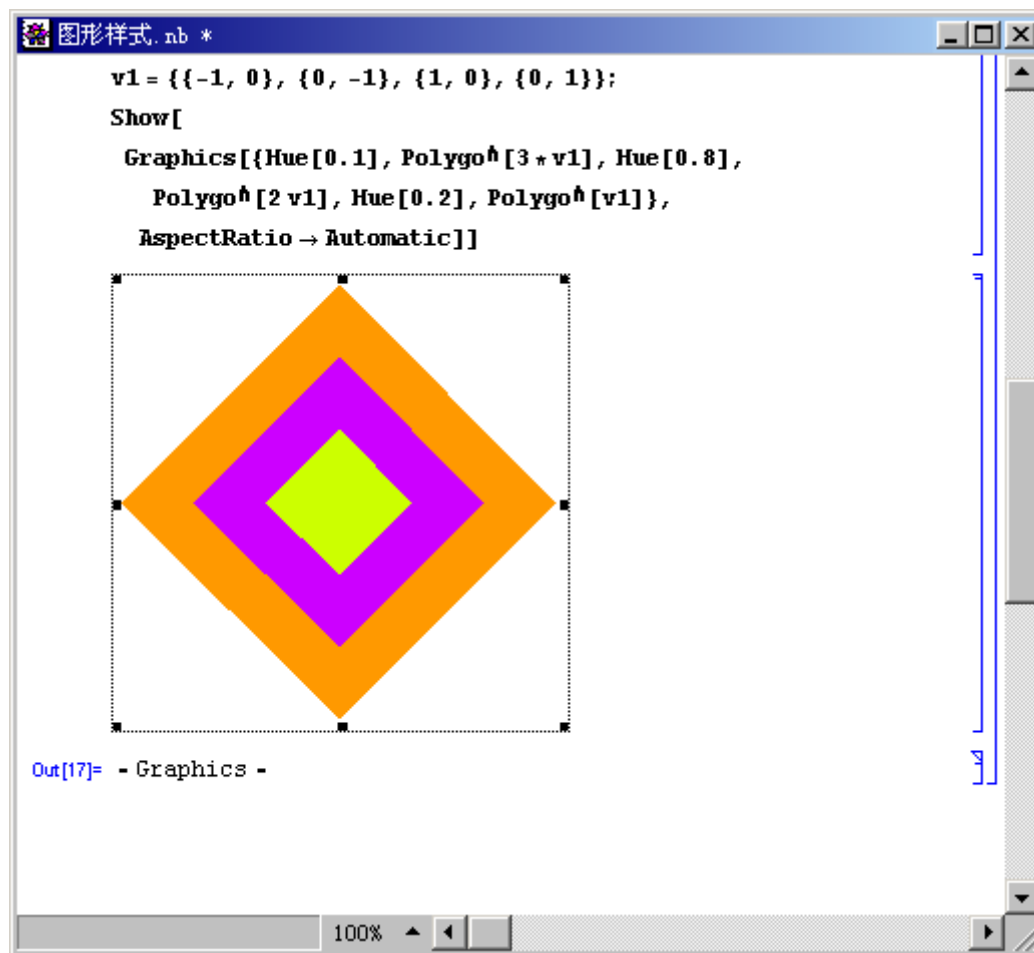 图形样式.nb *
v1 = {{-1, 0}, {0, -1}, {1, 0}, {0, 1}};
Show[
Graphics[{Hue[0.1], Polygon[3 * v1], Hue[0.8],
Polygon[2 v1], Hue[0.2], Polygon[v1]},
AspectRatio → Automatic]]
Out[17]= - Graphics -
100%